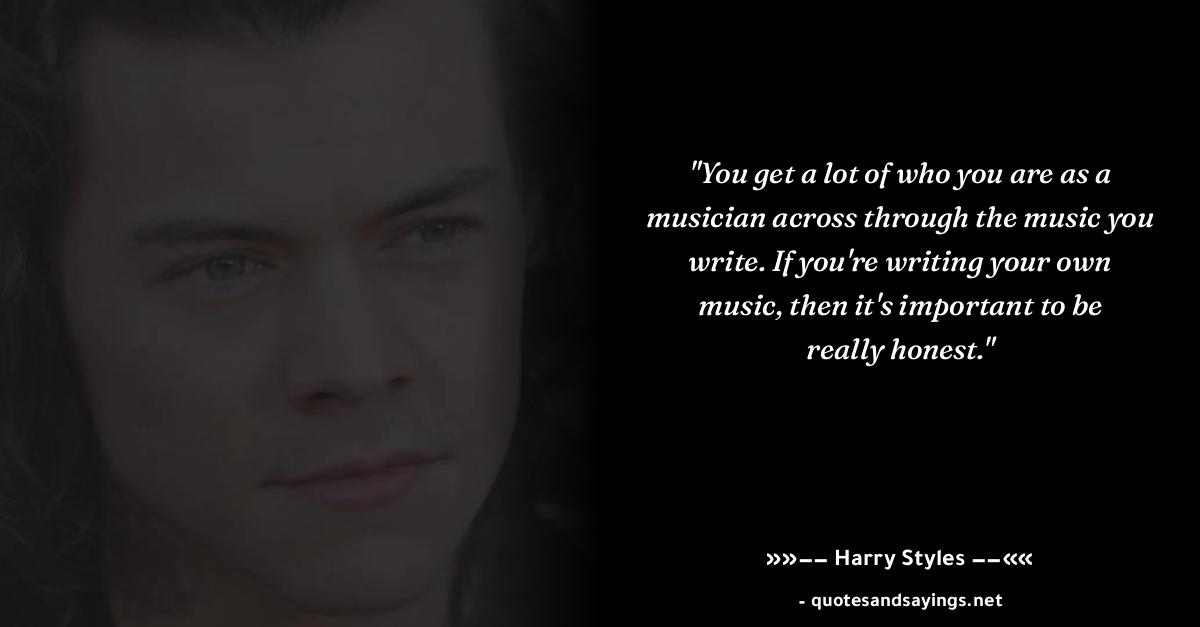 "You get a lot of who you are as a
musician across through the music you
write. If you're writing your own
music, then it's important to be
really honest."
»»–– Harry Styles ––««
- quotesandsayings.net